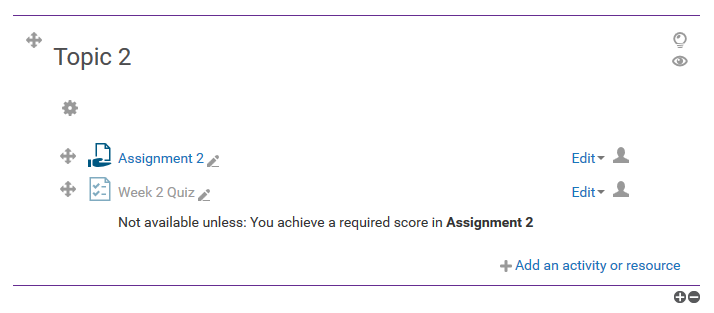 Topic 2
Assignment 2 Edit
Week 2 Quiz Edit
Not available unless: You achieve a required score in Assignment 2
Add an activity or resource